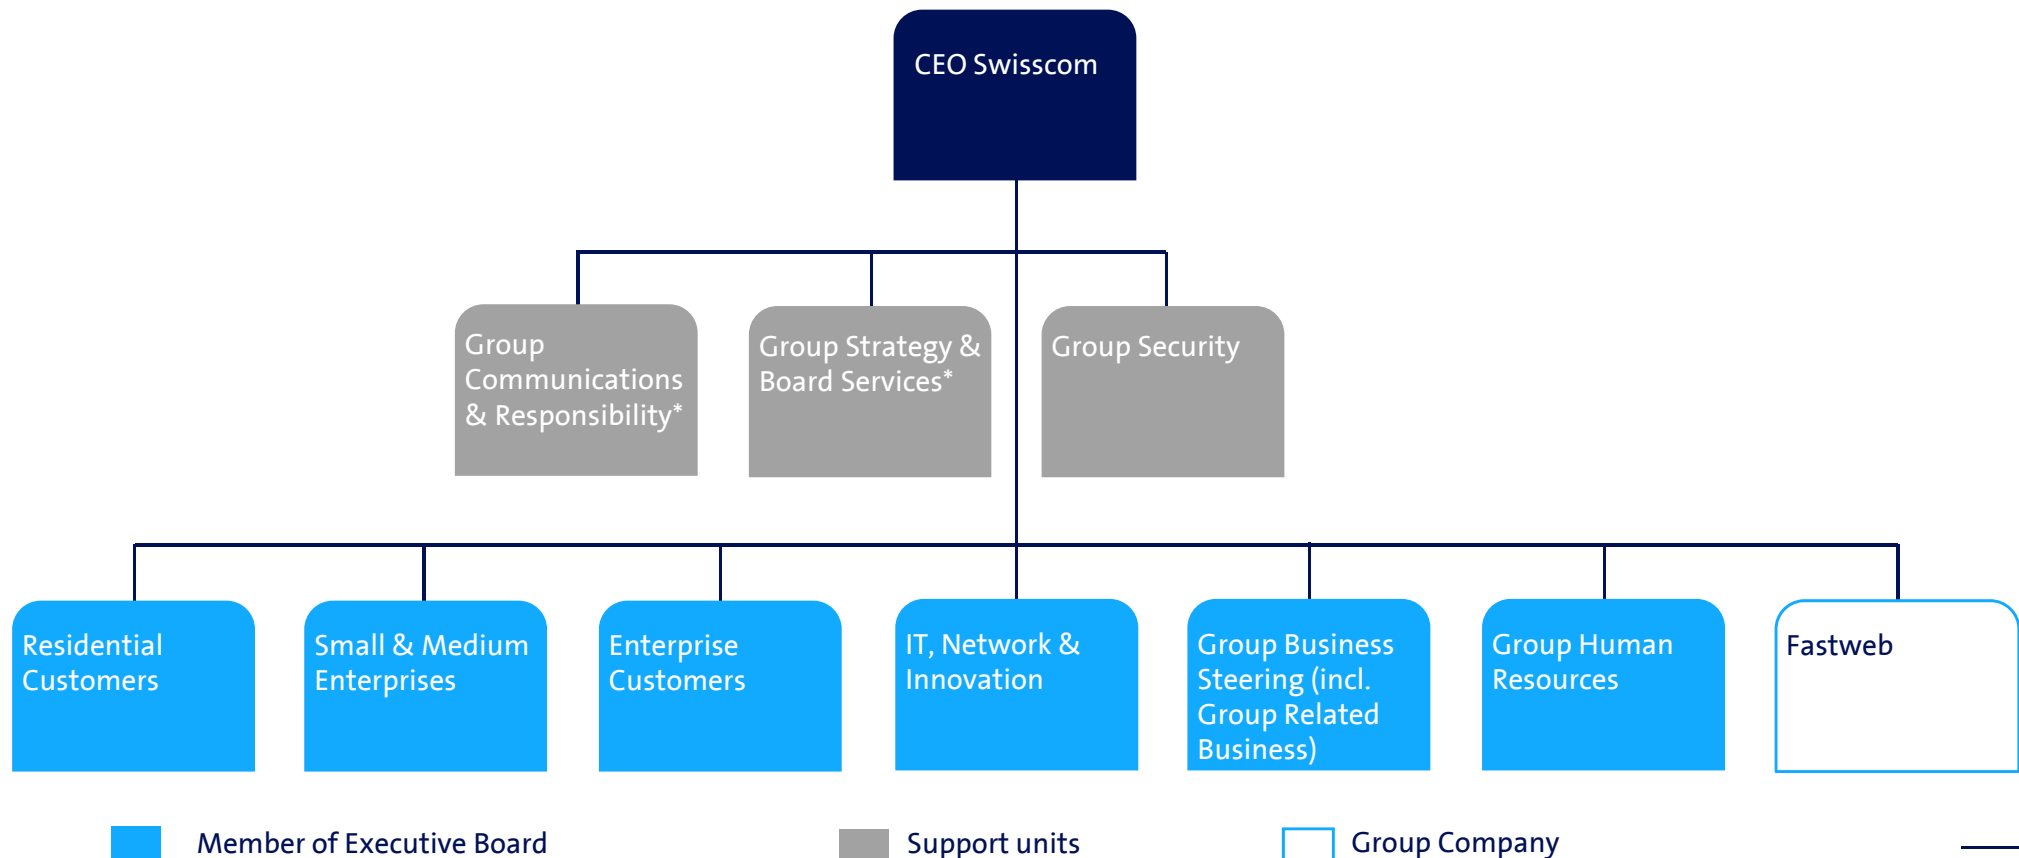 CEO Swisscom
Group
Communications
& Responsibility*
Group Strategy &
Board Services*
Group Security
Residential
Customers
Small & Medium
Enterprises
Enterprise
Customers
IT, Network &
Innovation
Group Business
Steering (incl.
Group Related
Business)
Group Human
Resources
Fastweb
Member of Executive Board
Support units
Group Company